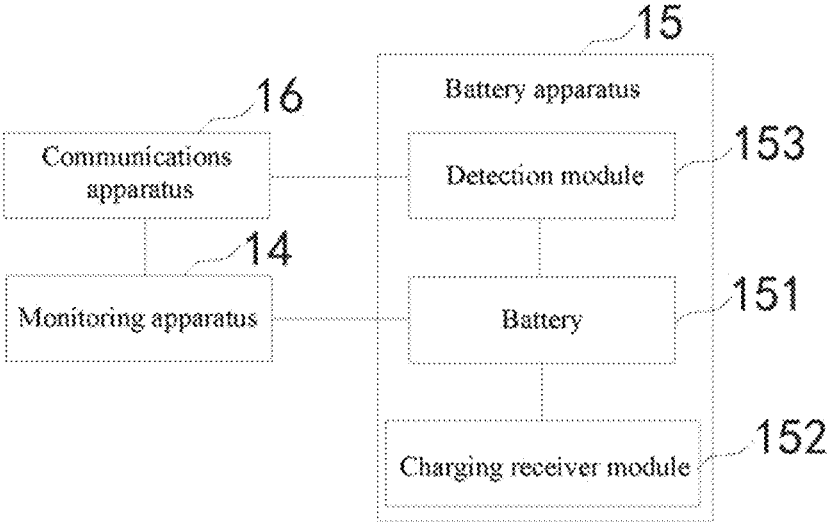 15
Battery apparatus
16
153
Communications
apparatus
Detection module
14
151
Monitoring apparatus
Battery
152
Charging receiver module